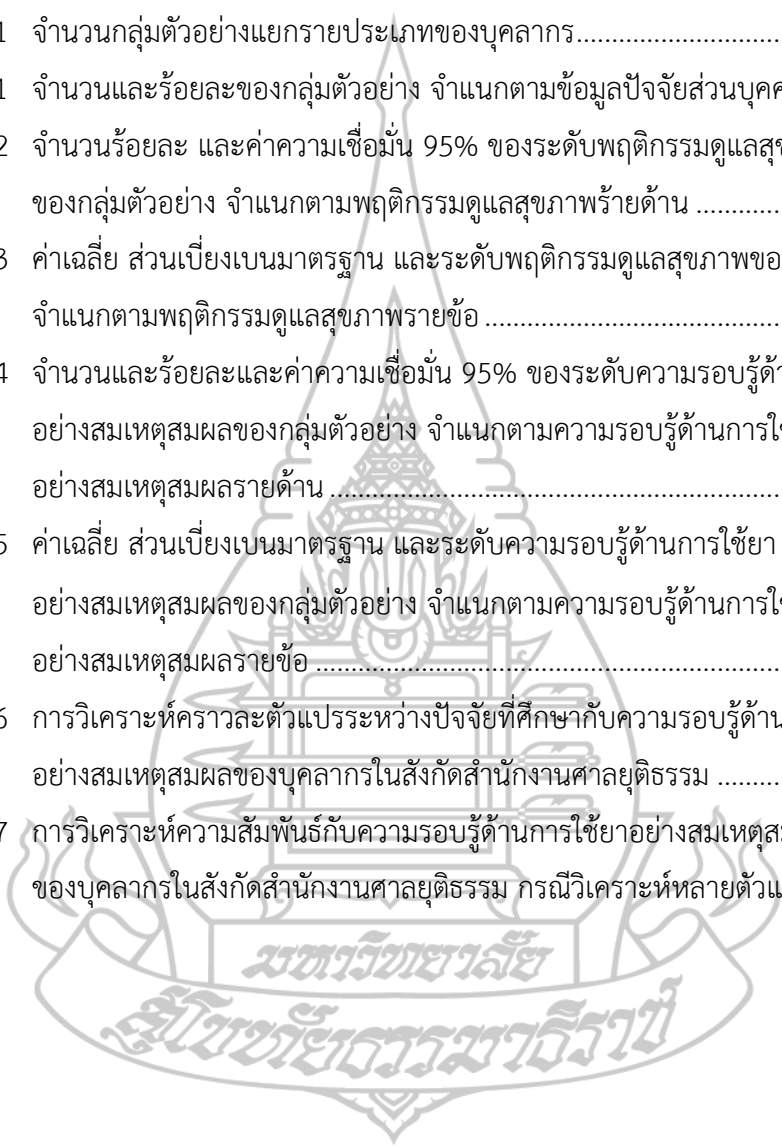 1 จำนวนกลุ่มตัวอย่างแยกรายประเภทของบุคลากร
1 จำนวนและร้อยละของกลุ่มตัวอย่าง จำแนกตามข้อมูลปัจจัยส่วนบุคค
2 จำนวนร้อยละ และค่าความเชื่อมั่น 95% ของระดับพฤติกรรมดูแลสุข
ของกลุ่มตัวอย่าง จำแนกตามพฤติกรรมดูแลสุขภาพร้ายด้าน
3 ค่าเฉลี่ย ส่วนเบี่ยงเบนมาตรฐาน และระดับพฤติกรรมดูแลสุขภาพขอ
จำแนกตามพฤติกรรมดูแลสุขภาพรายข้อ
4 จำนวนและร้อยละและค่าความเชื่อมั่น 95% ของระดับความรอบรู้ด้า
อย่างสมเหตุสมผลของกลุ่มตัวอย่าง จำแนกตามความรอบรู้ด้านการใช
อย่างสมเหตุสมผลรายด้าน
5 ค่าเฉลี่ย ส่วนเบี่ยงเบนมาตรฐาน และระดับความรอบรู้ด้านการใช้ยา
อย่างสมเหตุสมผลของกลุ่มตัวอย่าง จำแนกตามความรอบรู้ด้านการใช
อย่างสมเหตุสมผลรายข้อ
6 การวิเคราะห์คราวละตัวแปรระหว่างปัจจัยที่ศึกษากับความรอบรู้ด้าน
อย่างสมเหตุสมผลของบุคลากรในสังกัดสำนักงานศาลยุติธรรม
7 การวิเคราะห์ความสัมพันธ์กับความรอบรู้ด้านการใช้ยาอย่างสมเหตุส
ของบุคลากรในสังกัดสำนักงานศาลยุติธรรม กรณีวิเคราะห์หลายตัวแ
มหาวิทยาลัย
สุโขทัยธรรมาธิราช